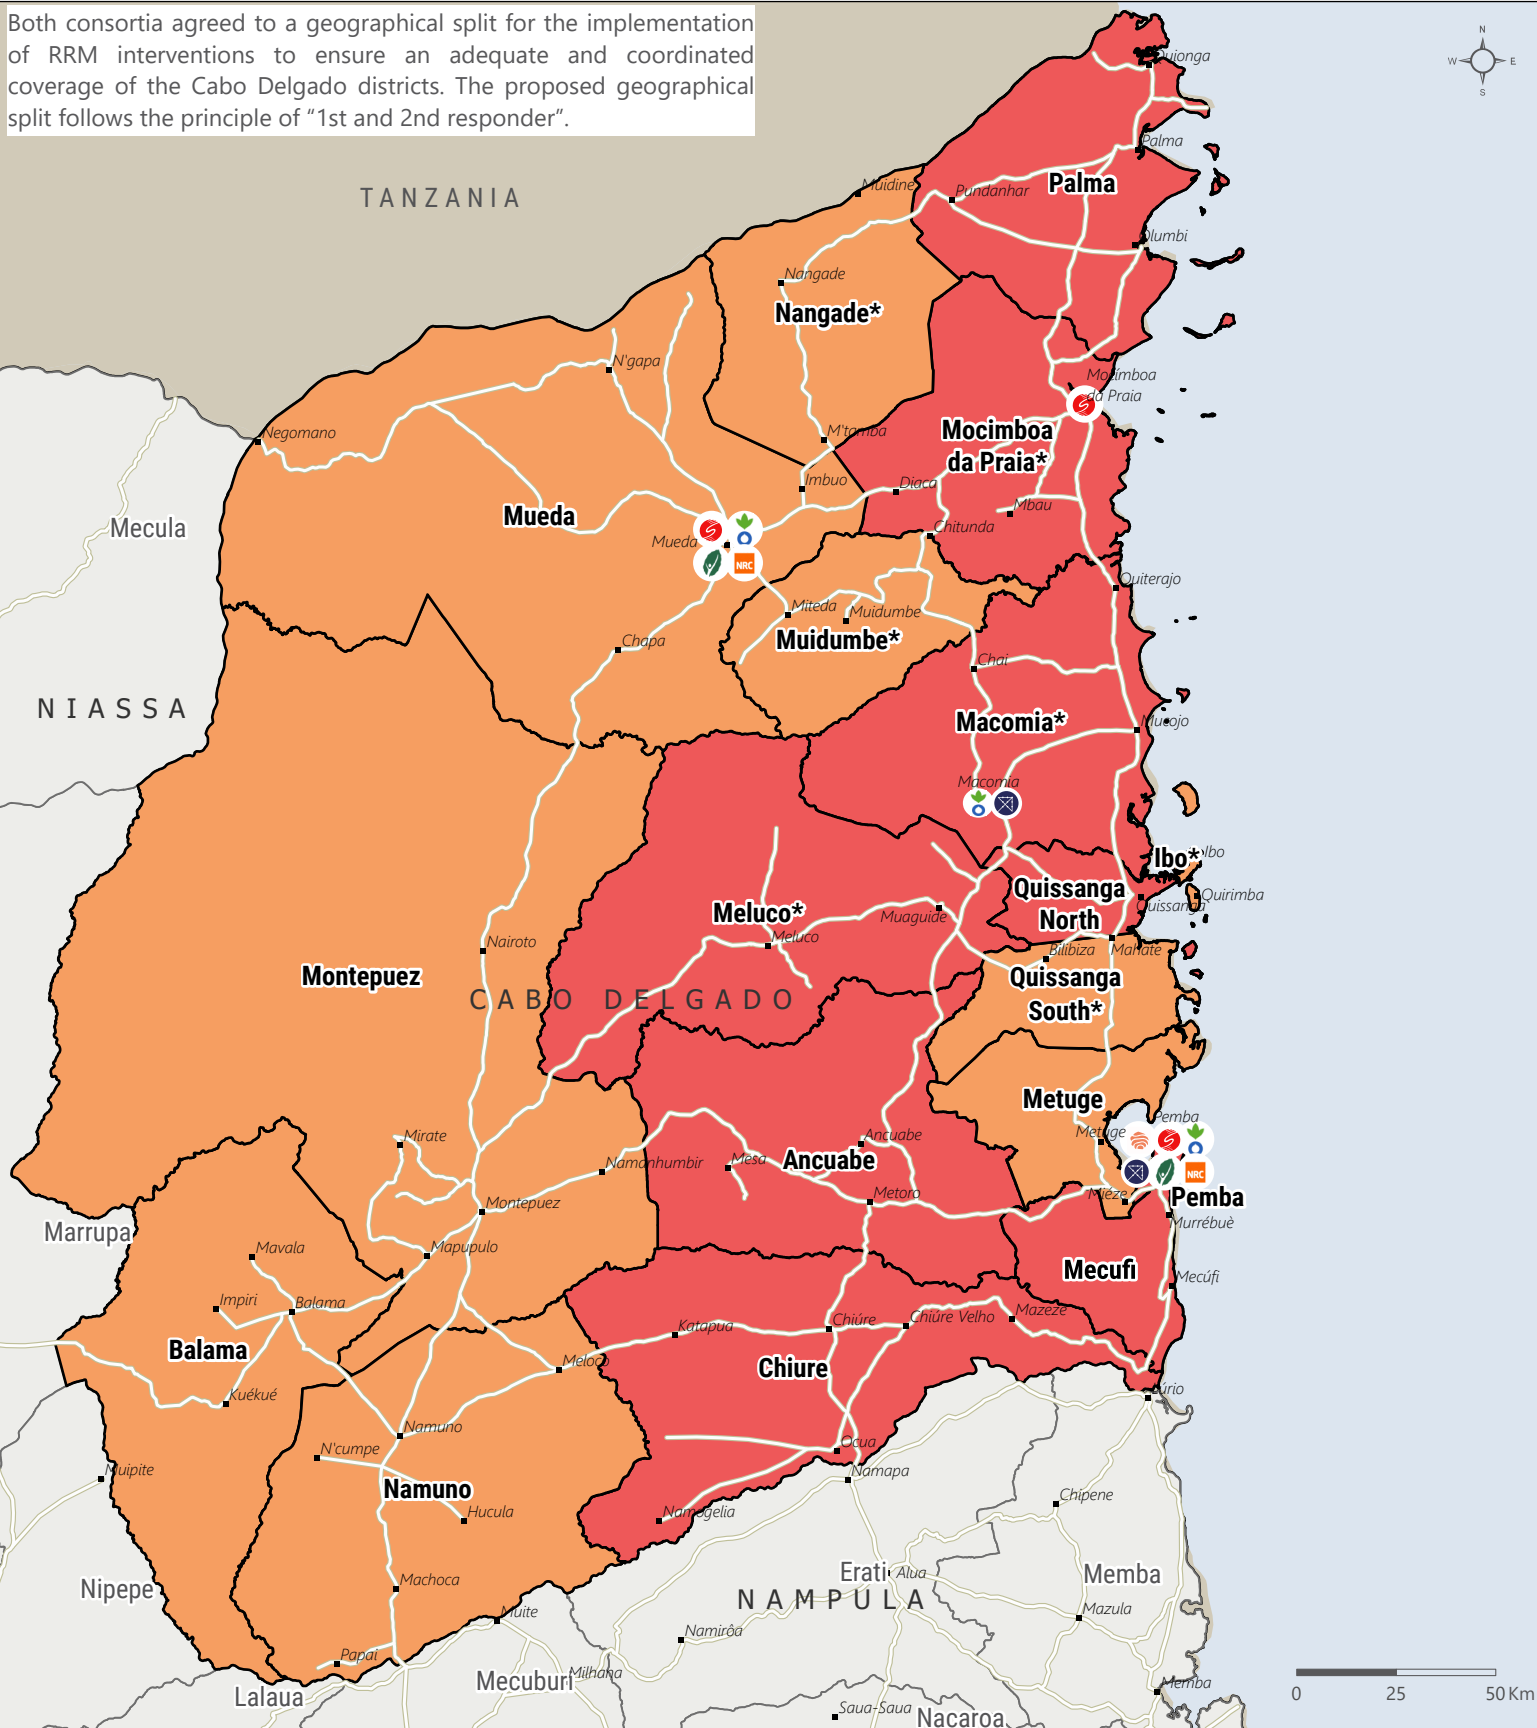 Both consortia agreed to a geographical split for the implementation
of RRM interventions to ensure an adequate and coordinated
coverage of the Cabo Delgado districts. The proposed geographical
split follows the principle of “1st and 2nd responder”.
N
W
E
S
Quionga
TANZANIA
Palma
Palma
Muidine
Pundanhar
Olumbi
Nangade
Nangade*
N'gapa
Mocímboa
da Praia
Negomano
M'tamba
Mocimboa
da Praia*
Imbuo
Diaca
Mbau
Mueda
Mecula
Mueda
NRC
Chitunda
Quiterajo
Miteda
Muidumbe
Muidumbe*
Chapa
Chai
NIASSA
Macomia*
Mucojo
Macomia
Ibo*
Ibo
Quissanga
North
Quirimba
Quissanga
Meluco*
Muaguide
Meluco
Nairoto
Bilibiza
Mahate
Montepuez
Quissanga
South*
CABO DELGADO
Metuge
Pemba
Metuge
NRC
Mirate
Ancuabe
Ancuabe
Mesa
Namanhumbir
Metoro
Miéze
Pemba
Montepuez
Murrébuè
Marrupa
Mavala
Mapupulo
Mecufi
Mecúfi
Impiri
Balama
Katapua
Chiúre
Chiúre Velho
Mazeze
Balama
Meloco
Chiure
Kuékué
Lúrio
Namuno
N'cumpe
Ocua
Muipite
Namapa
Namuno
Chipene
Hucula
Namogelia
Erati
Alua
Memba
Nipepe
Machoca
NAMPULA
Muite
Mazula
Namirôa
Papai
Milhana
Mecuburi
Memba
Lalaua
0
25
50 Km
Saua-Saua
Nacaroa